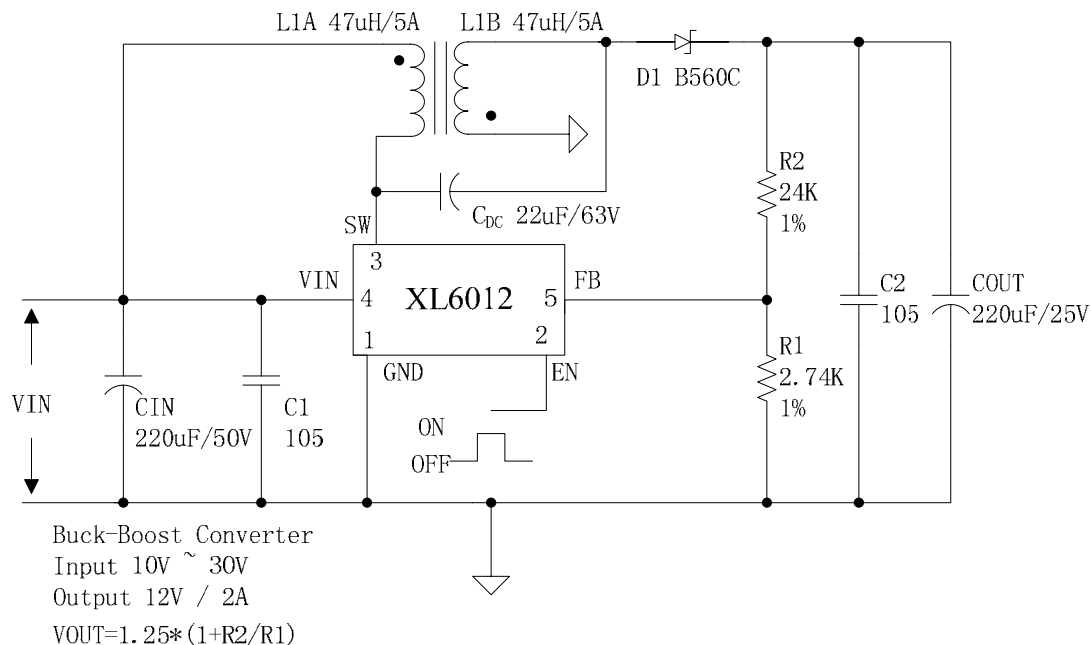 L1A 47uH/5A
L1B 47uH/5A
D1 B560C
R2
24K
1%
CDC 22uF/63V
SW
3
VIN
4
XL6012
5
FB
1
2
GND
EN
C2
105
COUT
220uF/25V
R1
2.74K
1%
VIN
CIN
220uF/50V
C1
105
ON
OFF
Buck-Boost Converter
Input 10V ~ 30V
Output 12V / 2A
VOUT=1.25*(1+R2/R1)